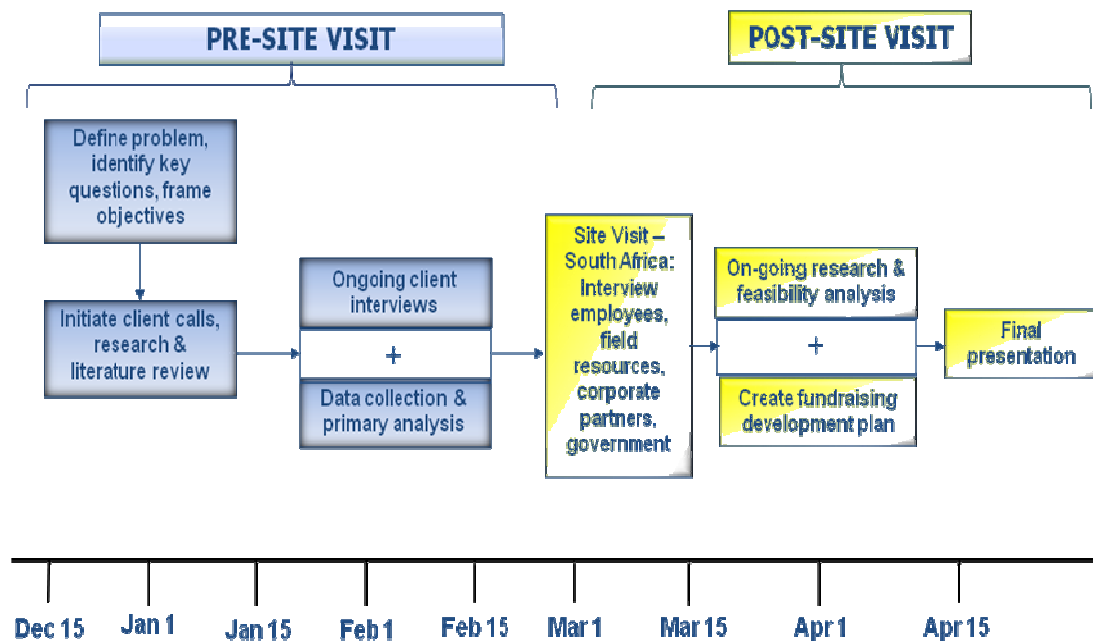 PRE-SITE VISIT
POST-SITE VISIT
Define problem,
identify key
questions, frame
objectives
Initiate client calls,
research &
literature review
Ongoing client
interviews
+
Data collection &
primary analysis
Site Visit –
South Africa:
Interview
employees,
field
resources,
corporate
partners,
government
On-going research &
feasibility analysis
+
Create fundraising
development plan
Final
presentation
Dec 15
Jan 1
Jan 15
Feb 1
Feb 15
Mar 1
Mar 15
Apr 1
Apr 15